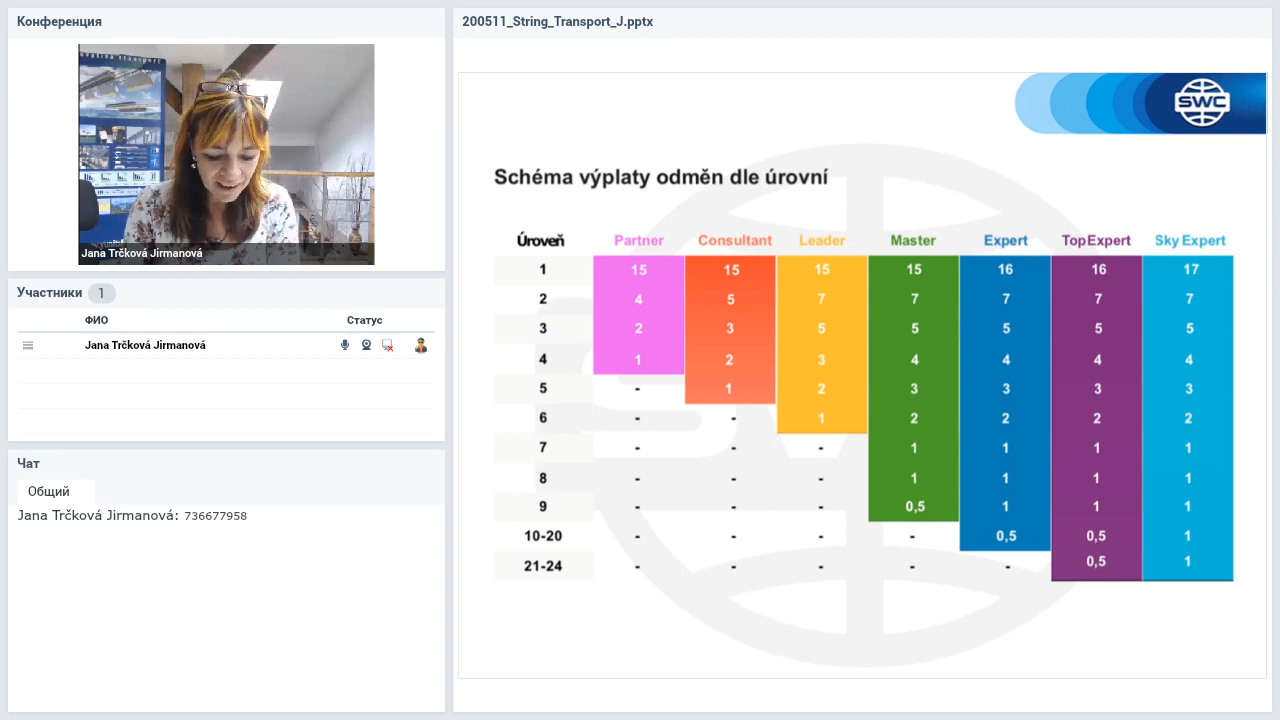 Конференция
Jana Trčková Jirmanová
Участники 1
ФИО Статус
Jana Trčková Jirmanová
Чат
Общий
Jana Trčková Jirmanová: 736677958
200511_String_Transport_J.pptx
SWC
Schéma výplaty odměn dle úrovní
Úroveň Partner Consultant Leader Master Expert TopExpert Sky Expert
1 15 15 15 15 16 16 17
2 4 5 7 7 7 7 7
3 2 3 5 5 5 5 5
4 1 2 3 4 4 4 4
5 - 1 2 3 3 3 3
6 - - 1 2 2 2 2
7 - - - 1 1 1 1
8 - - - 1 1 1 1
9 - - - 0,5 1 1 1
10-20 - - - - 0,5 0,5 1
21-24 - - - - - 0,5 1